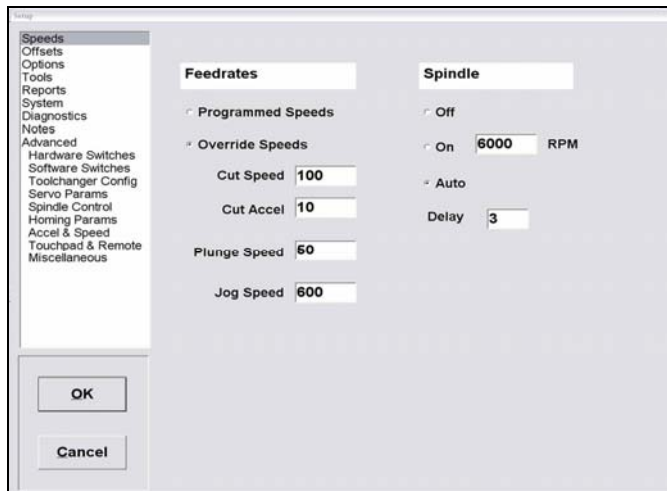 Setup
Speeds
Offsets
Options
Tools
Reports
System
Diagnostics
Notes
Advanced
Hardware Switches
Software Switches
Toolchanger Config
Servo Params
Spindle Control
Homing Params
Accel & Speed
Touchpad & Remote
Miscellaneous
OK
Cancel
Feedrates
Programmed Speeds
Override Speeds
Cut Speed 100
Cut Accel 10
Plunge Speed 50
Jog Speed 600
Spindle
Off
On 6000 RPM
Auto
Delay 3